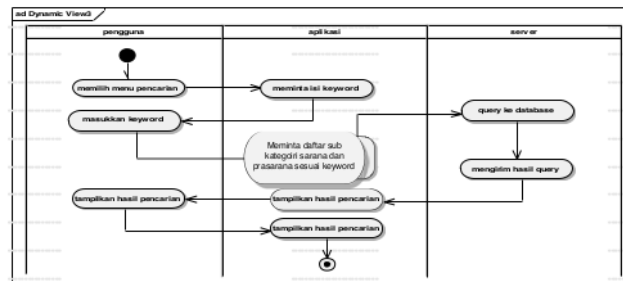 ad Dynamic View3
pengguna
aplikasi
server
memilih menu pencarian
meminta isi keyword
masukkan keyword
query ke database
Meminta daftar sub
kategoiri sarana dan
prasarana sesuai keyword
mengirim hasil query
tampilkan hasil pencarian
tampilkan hasil pencarian
tampilkan hasil pencarian